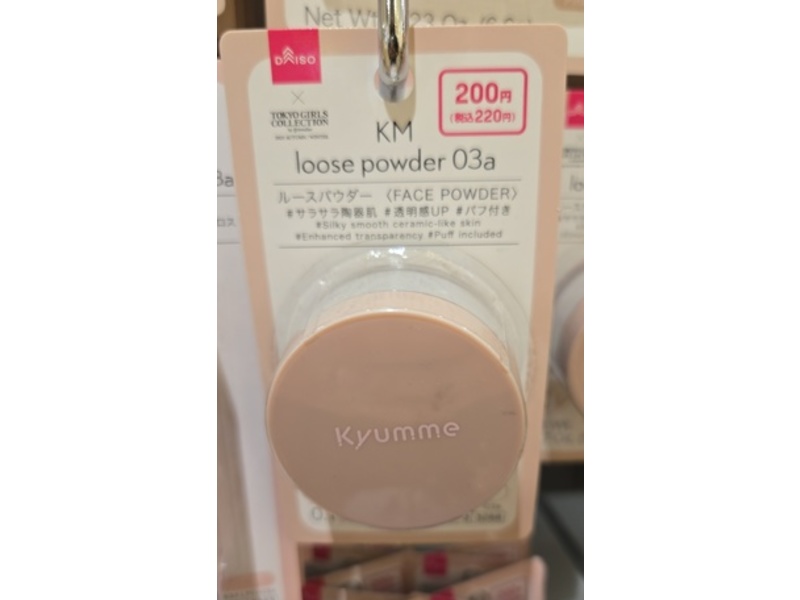 Net Wt
DAISO
×
TOKYO GIRLS
COLLECTION
200円
(税込220円)
KM
loose powder 03a
ルースパウダー 〈FACE POWDER〉
#サラサラ陶器肌 #透明感UP #パフ付き
#Silky smooth ceramic-like skin
#Enhanced transparency #Puff included
Kyumme